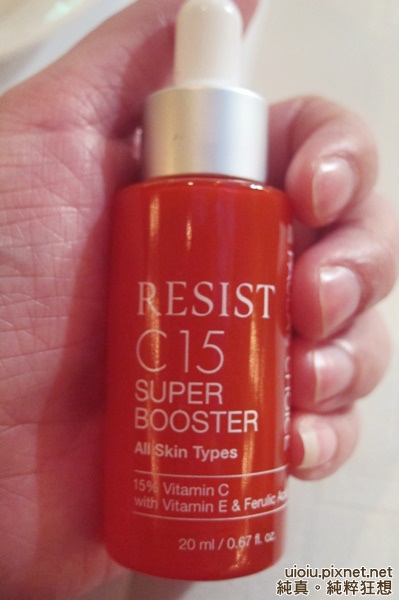 RESIST
C15
SUPER
BOOSTER
All Skin Types
15% Vitamin C
with Vitamin E & Ferulic
20 ml / 0.67 fl. oz.
uioiu.pixnet.net
純真。純粹狂想